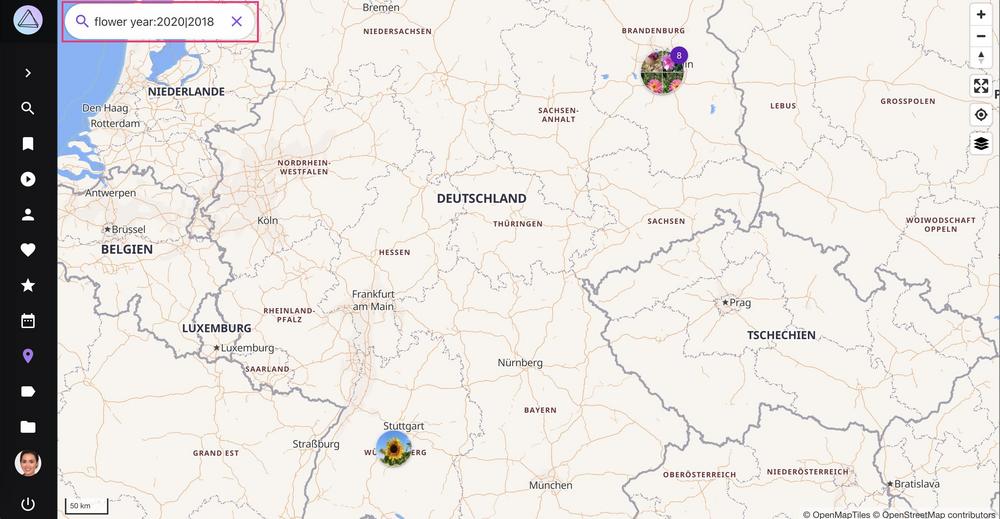 flower year:2020|2018
Bremen
NIEDERSACHSEN
BRANDENBURG
8
NIEDERLANDE
Den Haag
Rotterdam
SACHSEN-
ANHALT
LEBUS
GROSSPOLEN
NORDRHEIN-
WESTFALEN
Antwerpen
DEUTSCHLAND
Köln
THÜRINGEN
SACHSEN
WOIWODSCHAFT
OPPELN
Brüssel
BELGIEN
HESSEN
Frankfurt
am Main
Prag
RHEINLAND-
PFALZ
LUXEMBURG
Luxemburg
TSCHECHIEN
SAARLAND
Nürnberg
BAYERN
Stuttgart
Straßburg
GRAND EST
OBERÖSTERREICH
NIEDERÖSTERREICH
München
Bratislava
50 km
© OpenMapTiles © OpenStreetMap contributors